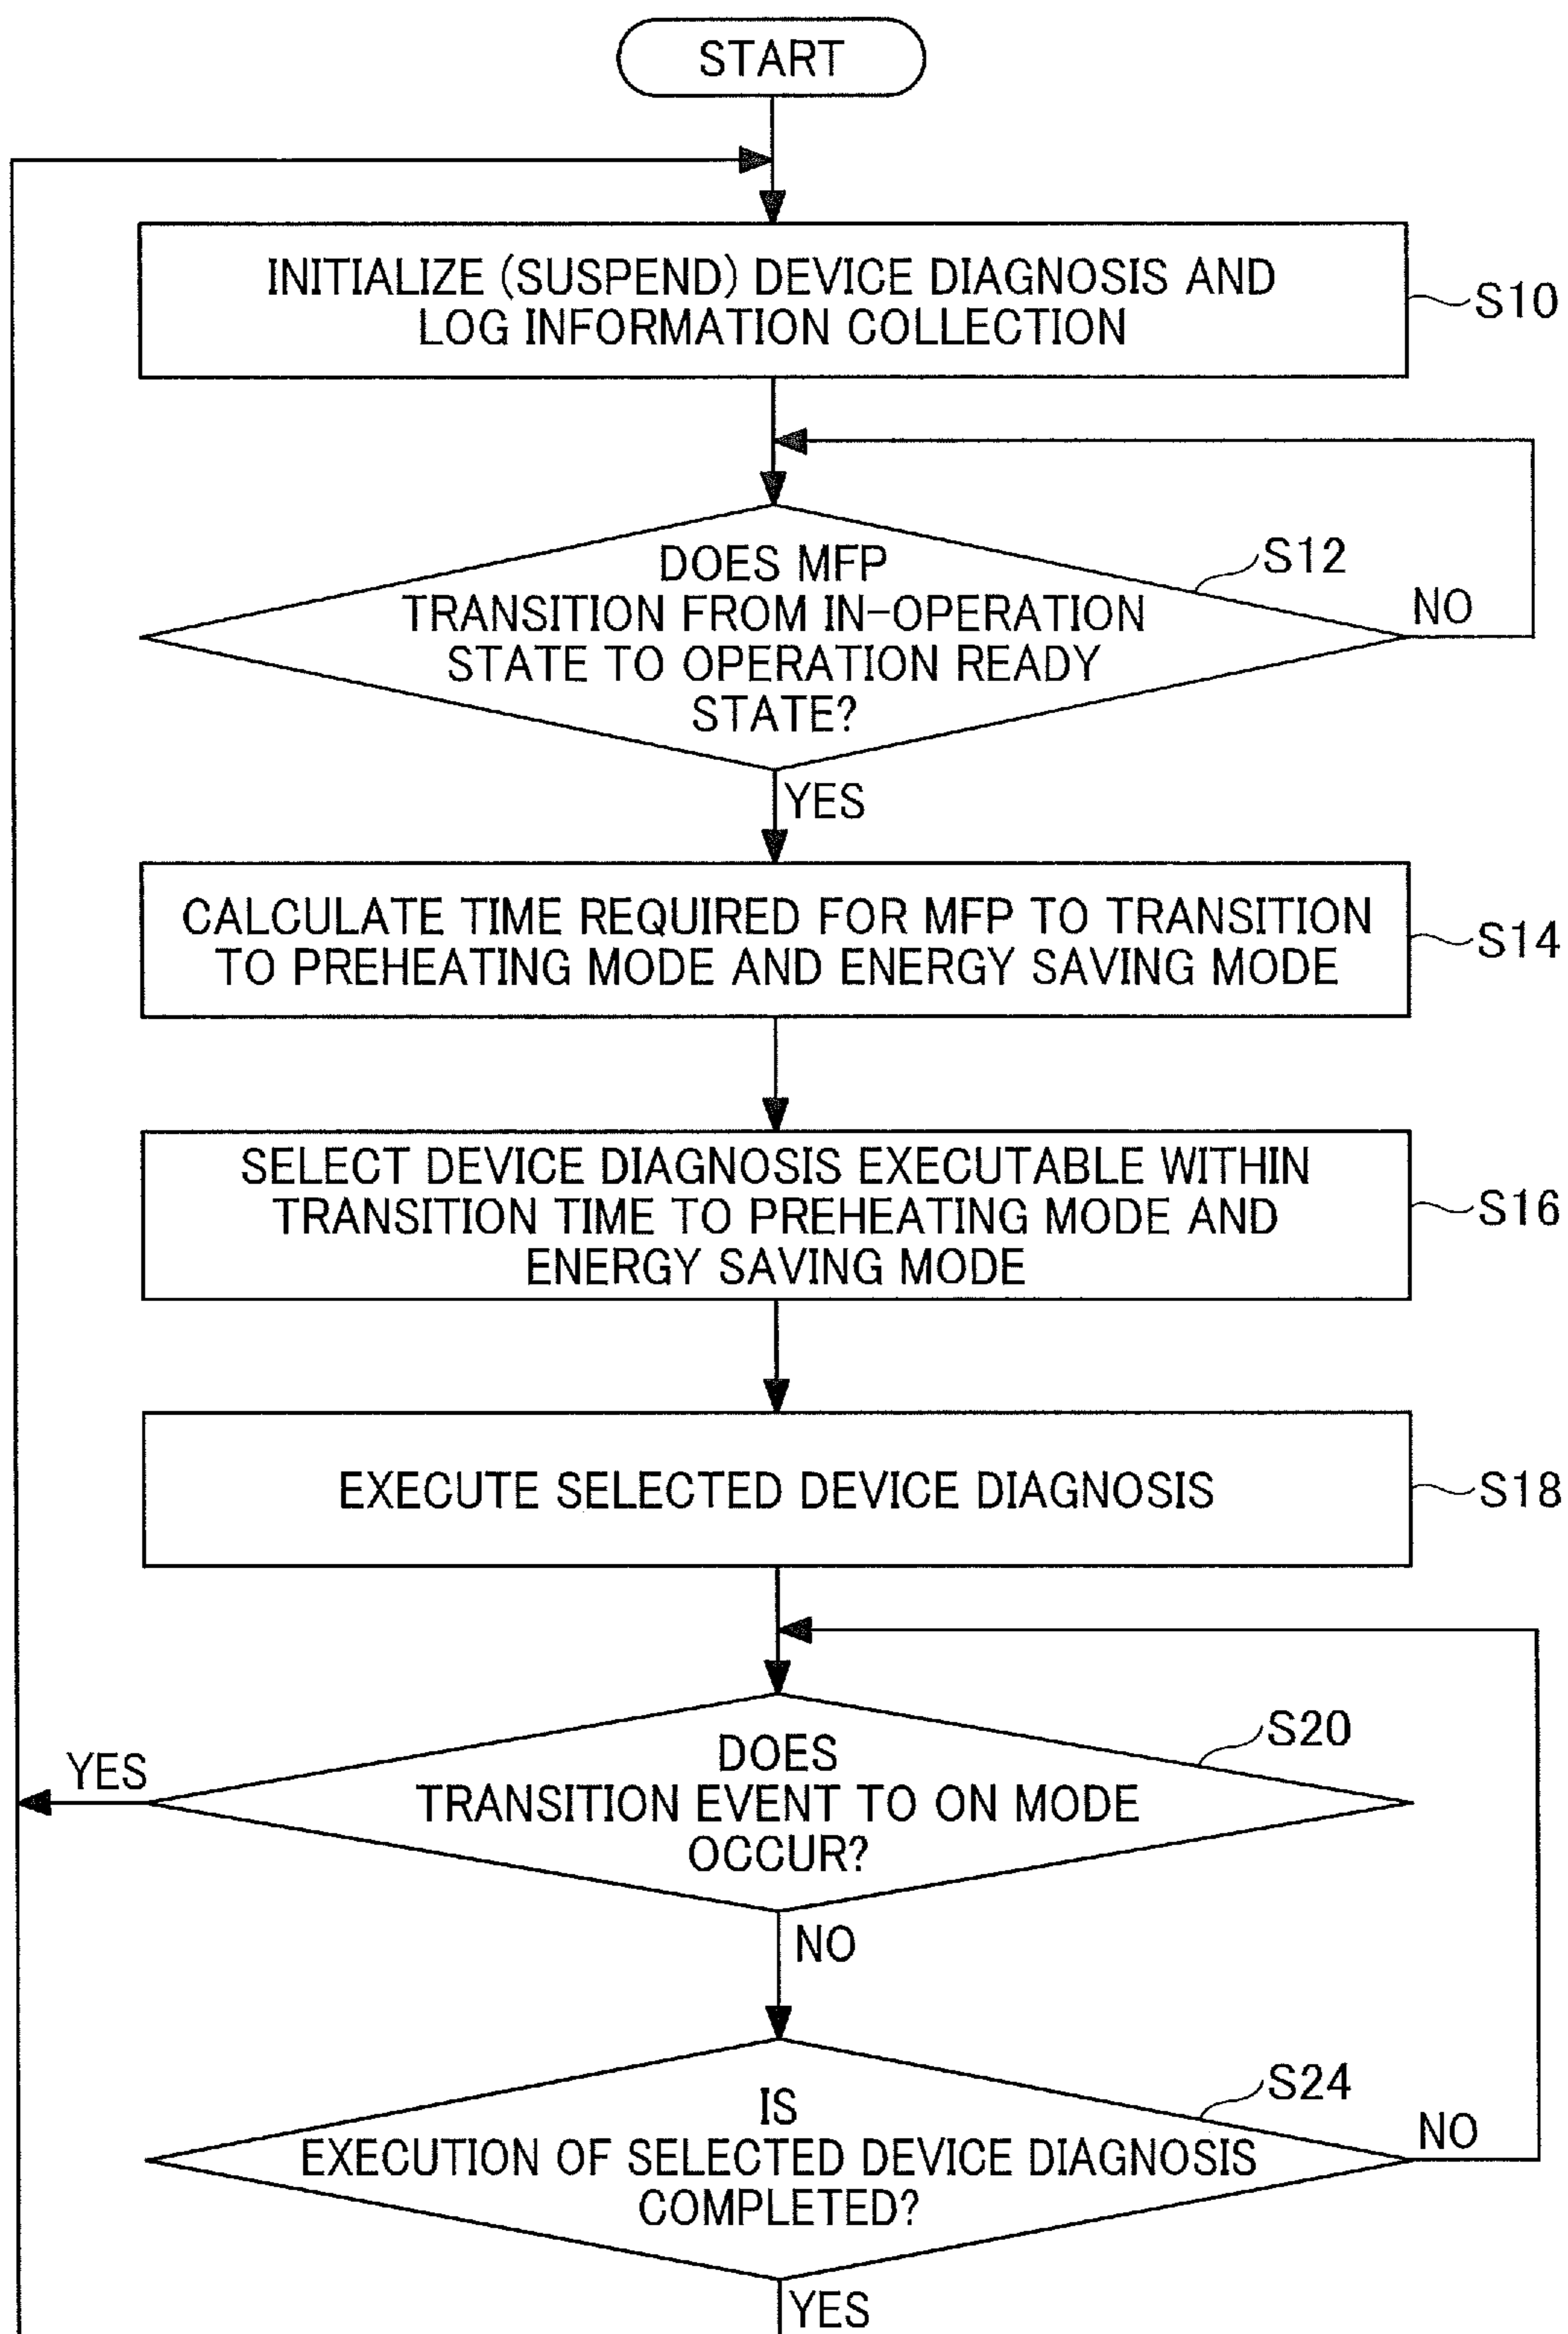 START
INITIALIZE (SUSPEND) DEVICE DIAGNOSIS AND
LOG INFORMATION COLLECTION
S10
S12
DOES MFP
TRANSITION FROM IN-OPERATION
STATE TO OPERATION READY
STATE?
NO
YES
CALCULATE TIME REQUIRED FOR MFP TO TRANSITION
TO PREHEATING MODE AND ENERGY SAVING MODE
S14
SELECT DEVICE DIAGNOSIS EXECUTABLE WITHIN
TRANSITION TIME TO PREHEATING MODE AND
ENERGY SAVING MODE
S16
EXECUTE SELECTED DEVICE DIAGNOSIS
S18
S20
DOES
TRANSITION EVENT TO ON MODE
OCCUR?
YES
NO
S24
IS
EXECUTION OF SELECTED DEVICE DIAGNOSIS
COMPLETED?
NO
YES